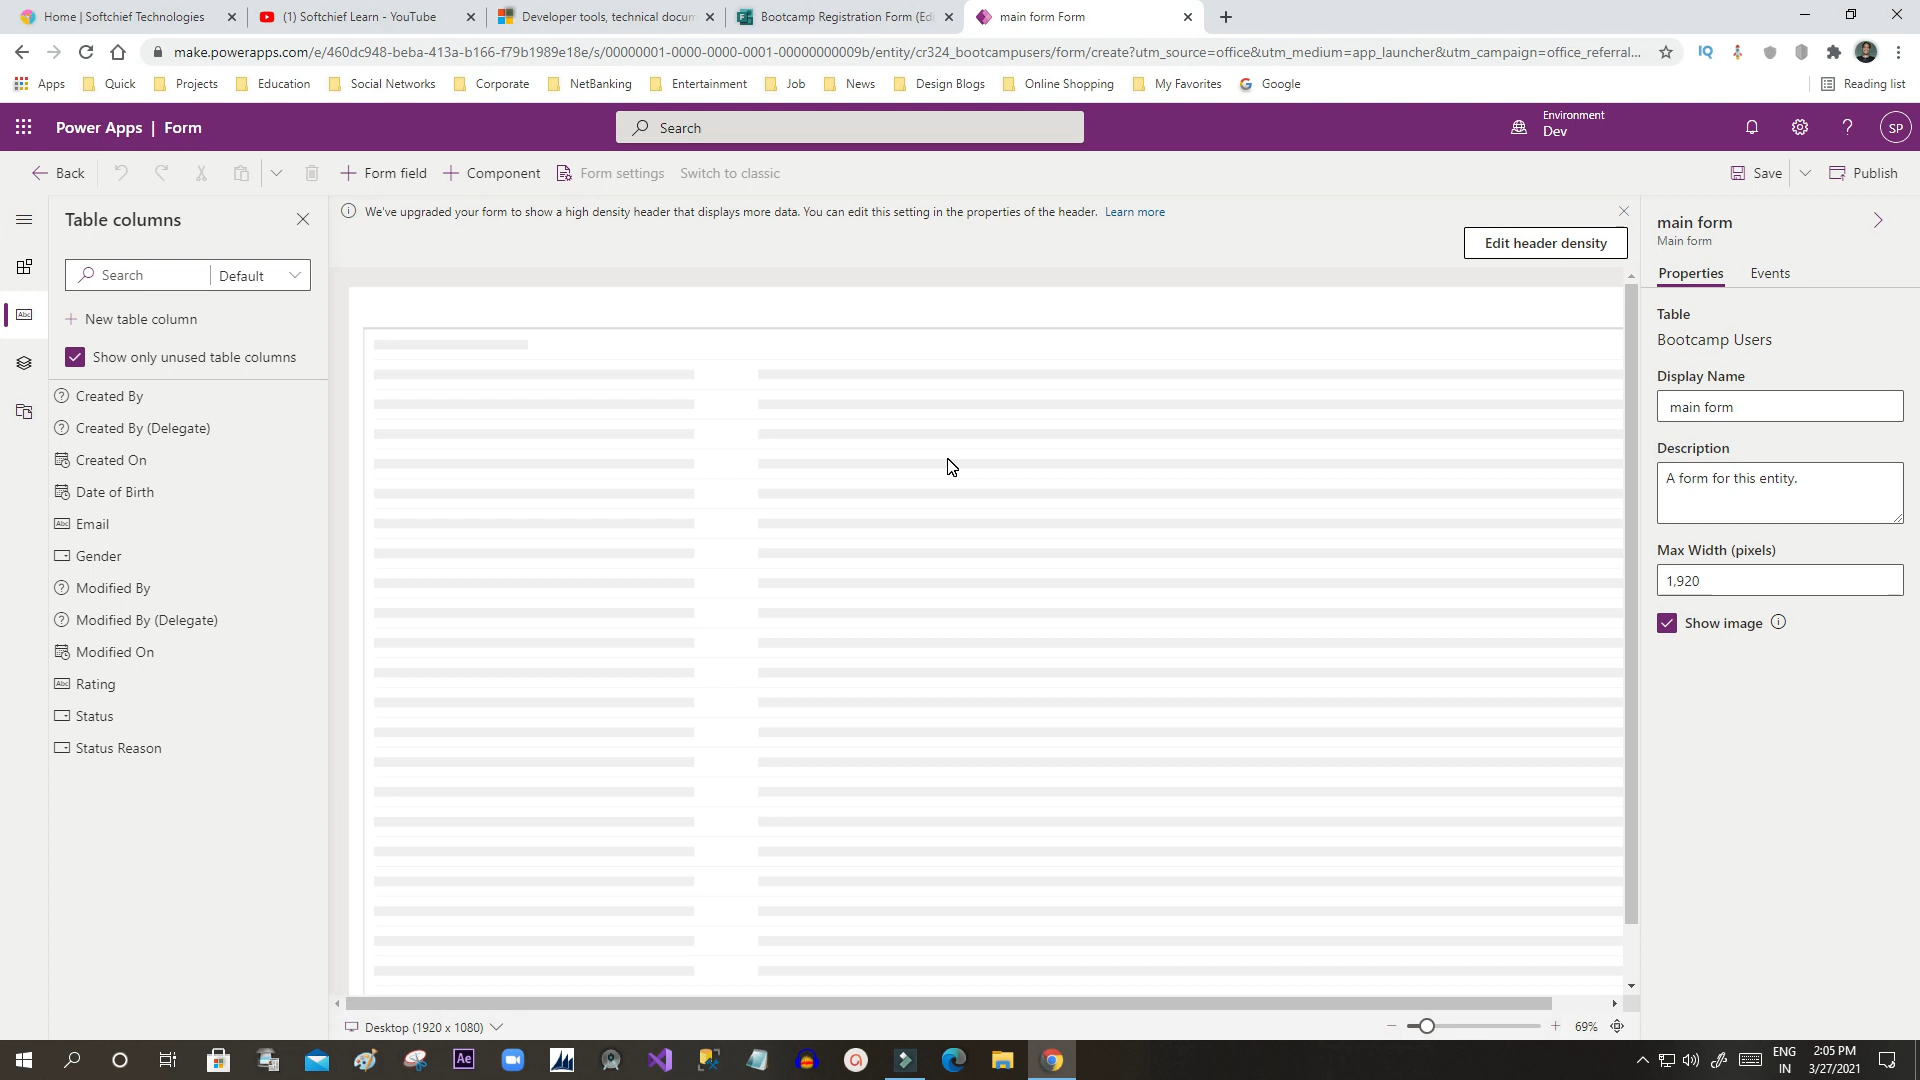 Home | Softchief Technologies
(1) Softchief Learn - YouTube
Developer tools, technical docum
Bootcamp Registration Form (Edi
main form Form
make.powerapps.com/e/460dc948-beba-413a-b166-f79b1989e18e/s/00000001-0000-0000-0001-00000000009b/entity/cr324_bootcampusers/form/create?utm_source=office&utm_medium=app_launcher&utm_campaign=office_referral...
Apps Quick Projects Education Social Networks Corporate NetBanking Entertainment Job News Design Blogs Online Shopping My Favorites Google Reading list
Power Apps | Form
Search
Environment
Dev
SP
Back
Form field
Component
Form settings
Switch to classic
Save
Publish
Table columns
Search
Default
New table column
Show only unused table columns
Created By
Created By (Delegate)
Created On
Date of Birth
Abc Email
Gender
Modified By
Modified By (Delegate)
Modified On
Abc Rating
Status
Status Reason
We've upgraded your form to show a high density header that displays more data. You can edit this setting in the properties of the header. Learn more
Edit header density
main form
Main form
Properties Events
Table
Bootcamp Users
Display Name
main form
Description
A form for this entity.
Max Width (pixels)
1,920
Show image
Desktop (1920 x 1080)
69%
Ae
ENG
IN
2:05 PM
3/27/2021